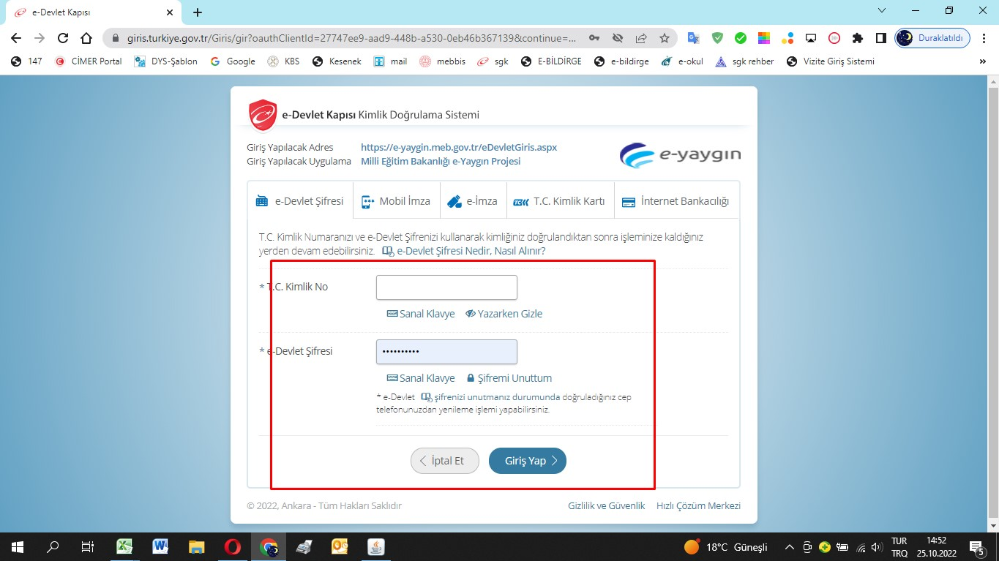 e-Devlet Kapısı
giris.turkiye.gov.tr/Giris/gir?oauthClientId=27747ee9-aad9-448b-a530-0eb46b367139&continue=...
Duraklatıldı
147 CİMER Portal DYS-Şablon Google KBS Kesenek mail mebbis sgk E-BİLDİRGE e-bildirge e-okul sgk rehber Vizite Giriş Sistemi »
e-Devlet Kapısı Kimlik Doğrulama Sistemi
Giriş Yapılacak Adres https://e-yaygin.meb.gov.tr/eDevletGiris.aspx
Giriş Yapılacak Uygulama Milli Eğitim Bakanlığı e-Yaygın Projesi
e-yaygın
e-Devlet Şifresi Mobil İmza e-İmza T.C. Kimlik Kartı İnternet Bankacılığı
T.C. Kimlik Numaranızı ve e-Devlet Şifrenizi kullanarak kimliğiniz doğrulandıktan sonra işleminize kaldığınız
yerden devam edebilirsiniz. e-Devlet Şifresi Nedir, Nasıl Alınır?
* T.C. Kimlik No
Sanal Klavye Yazarken Gizle
* e-Devlet Şifresi ••••••••••
Sanal Klavye Şifremi Unuttum
* e-Devlet şifrenizi unutmanız durumunda doğruladığınız cep
telefonunuzdan yenileme işlemi yapabilirsiniz.
İptal Et Giriş Yap
© 2022, Ankara - Tüm Hakları Saklıdır Gizlilik ve Güvenlik Hızlı Çözüm Merkezi
18°C Güneşli
TUR
TRQ
14:52
25.10.2022
5